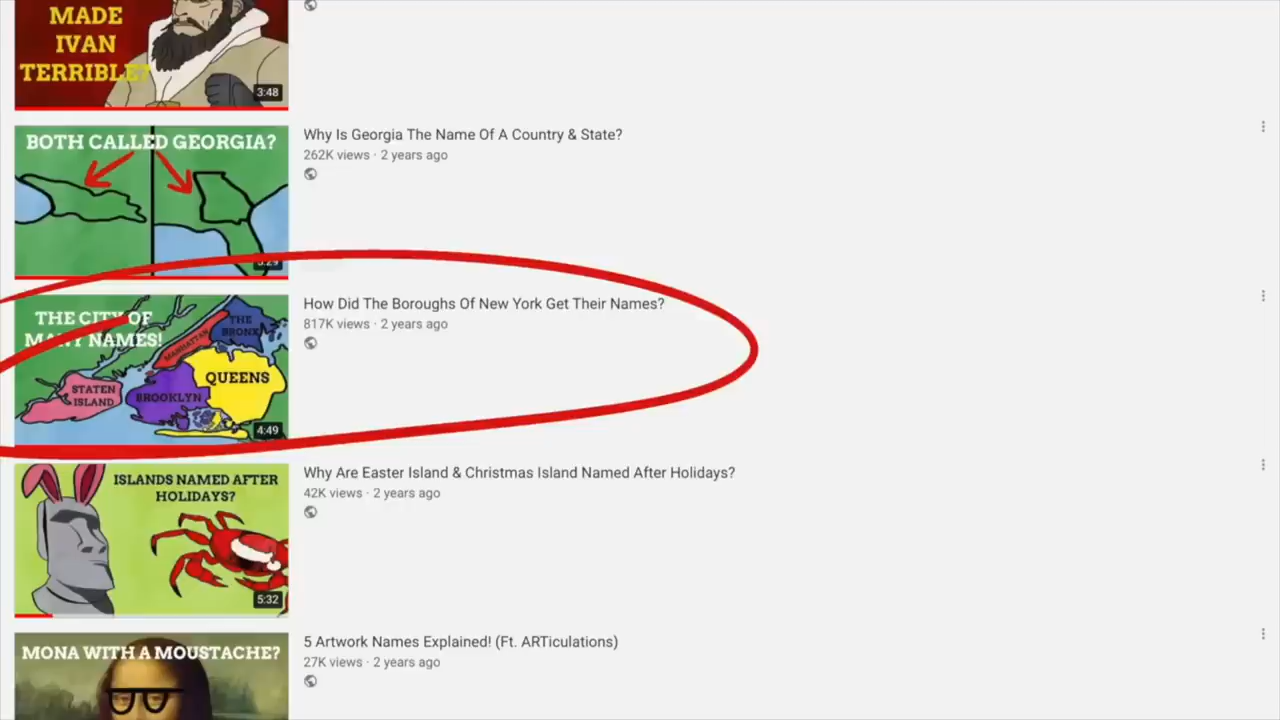 MADE
IVAN
TERRIBLE?
3:48
BOTH CALLED GEORGIA?
Why Is Georgia The Name Of A Country & State?
262K views · 2 years ago
How Did The Boroughs Of New York Get Their Names?
817K views · 2 years ago
THE CITY OF
MANY NAMES!
THE
BRONX
MANHATTAN
QUEENS
STATEN
ISLAND
BROOKLYN
4:49
Why Are Easter Island & Christmas Island Named After Holidays?
42K views · 2 years ago
ISLANDS NAMED AFTER
HOLIDAYS?
5:32
5 Artwork Names Explained! (Ft. ARTiculations)
27K views · 2 years ago
MONA WITH A MOUSTACHE?